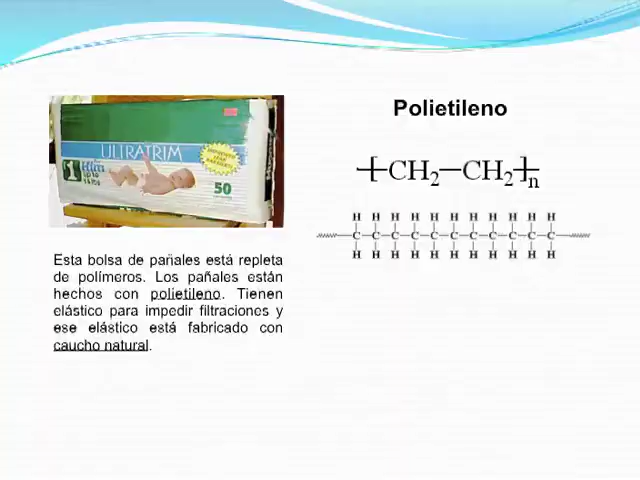 Polietileno
ULTRATRIM
1
50
Esta bolsa de pañales está repleta
de polímeros. Los pañales están
hechos con polietileno. Tienen
elástico para impedir filtraciones y
ese elástico está fabricado con
caucho natural.
CH2—CH2 n
H H H H H H H H H H H
C C C C C C C C C C C
H H H H H H H H H H H